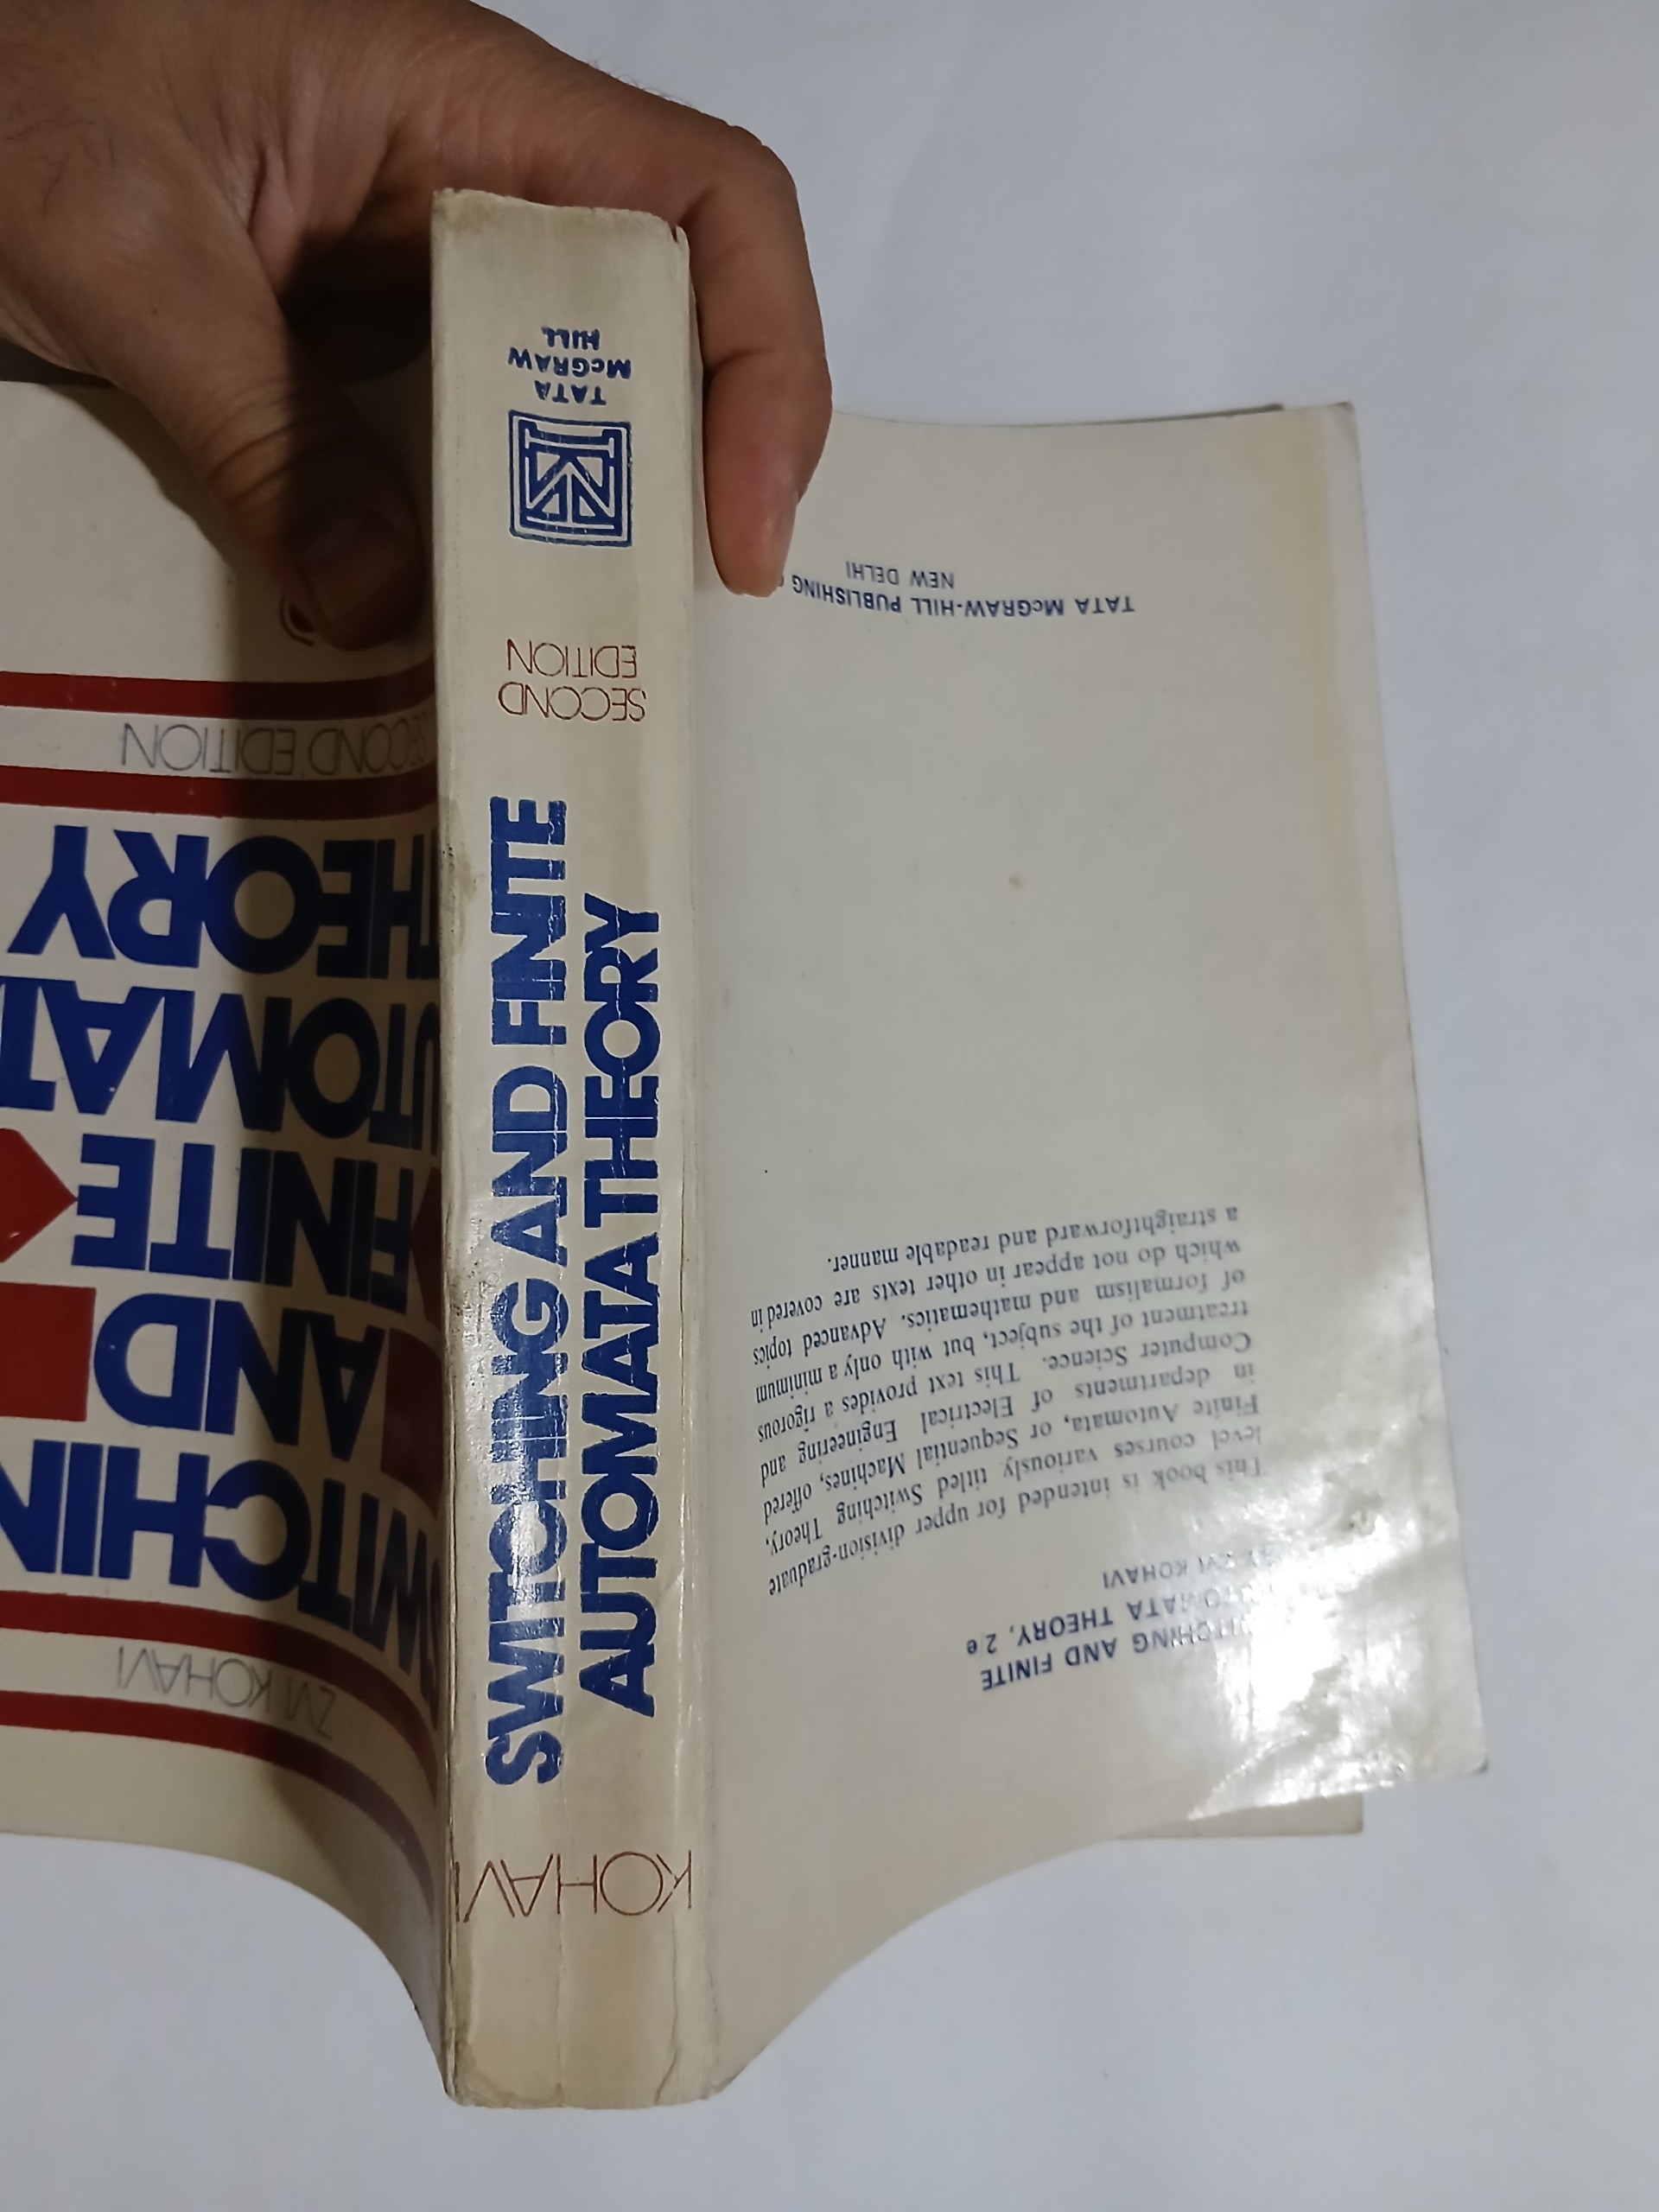 ZVI KOHAVI
SWITCHIN
AND
FINITE
UTOMAT
THEORY
SECOND EDITION
KOHAVI
SWITCHING AND FINITE
AUTOMATA THEORY
SECOND
EDITION
TATA
McGRAW
HILL
ITCHING AND FINITE
TOMATA THEORY, 2/e
ZVI KOHAVI
This book is intended for upper division-graduate
level courses variously titled Switching Theory,
Finite Automata, or Sequential Machines, offered
in departments of Electrical Engineering and
Computer Science. This text provides a rigorous
treatment of the subject, but with only a minimum
of formalism and mathematics. Advanced topics
which do not appear in other texts are covered in
a straightforward and readable manner.
TATA McGRAW-HILL PUBLISHING
NEW DELHI